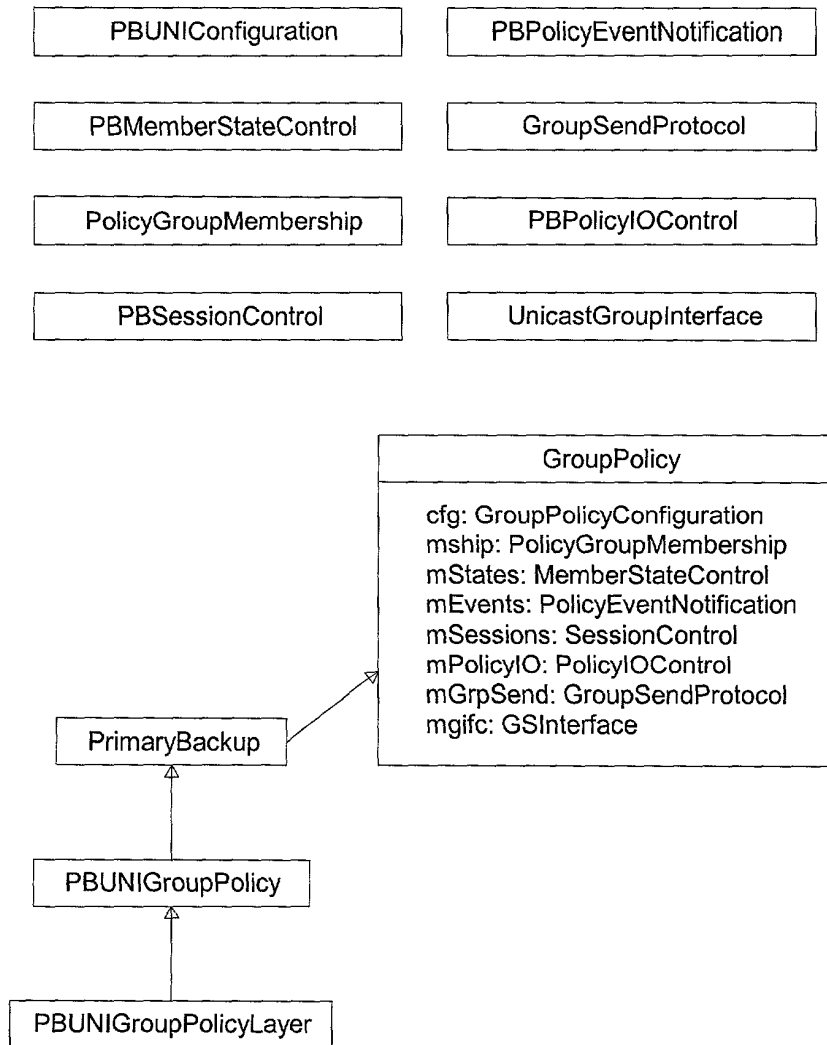 PBUNIConfiguration
PBPolicyEventNotification
PBMemberStateControl
GroupSendProtocol
PolicyGroupMembership
PBPolicyIOControl
PBSessionControl
UnicastGroupInterface
GroupPolicy
cfg: GroupPolicyConfiguration
mship: PolicyGroupMembership
mStates: MemberStateControl
mEvents: PolicyEventNotification
mSessions: SessionControl
mPolicyIO: PolicyIOControl
mGrpSend: GroupSendProtocol
mgifc: GSInterface
PrimaryBackup
PBUNIGroupPolicy
PBUNIGroupPolicyLayer